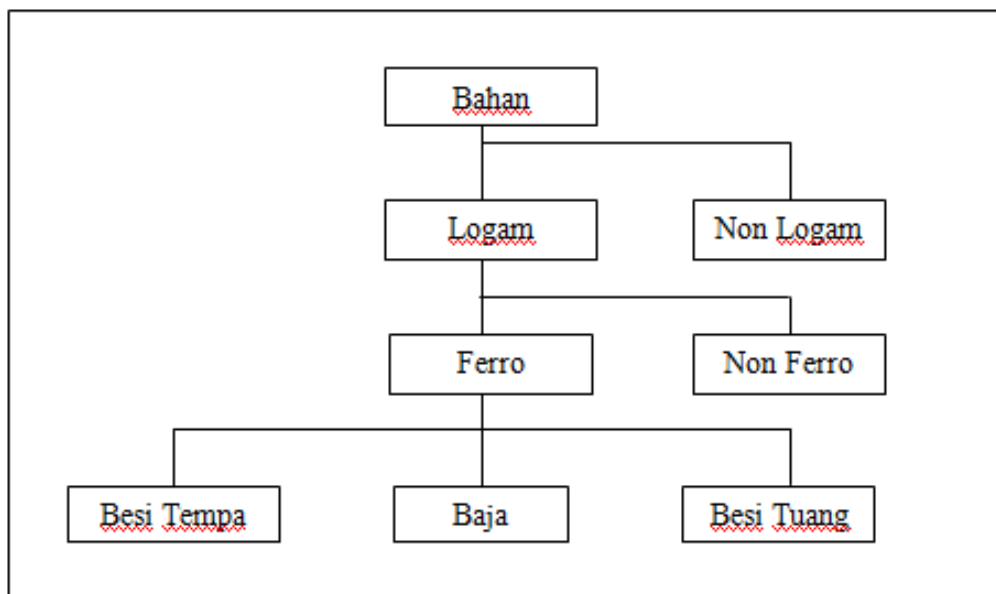 Bahan
Logam
Non Logam
Ferro
Non Ferro
Besi Tempa
Baja
Besi Tuang